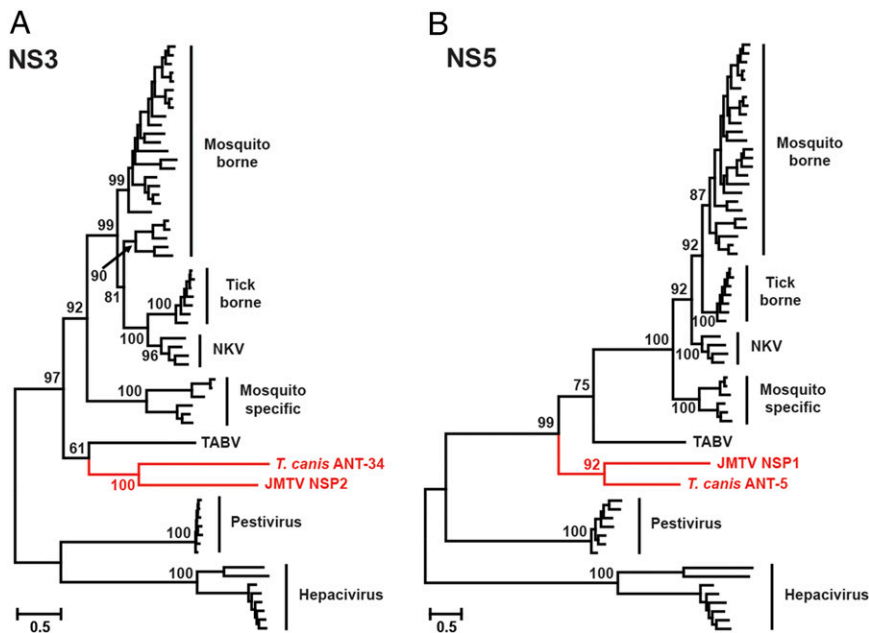 A
NS3
Mosquito
borne
99
99
90
81
Tick
borne
100
100
NKV
96
92
97
100
Mosquito
specific
61
TABV
T. canis ANT-34
100
JMTV NSP2
100
Pestivirus
100
Hepacivirus
0.5
B
NS5
Mosquito
borne
87
92
Tick
borne
92
100
100
100
NKV
75
100
Mosquito
specific
99
TABV
92
JMTV NSP1
T. canis ANT-5
Pestivirus
100
100
Hepacivirus
0.5